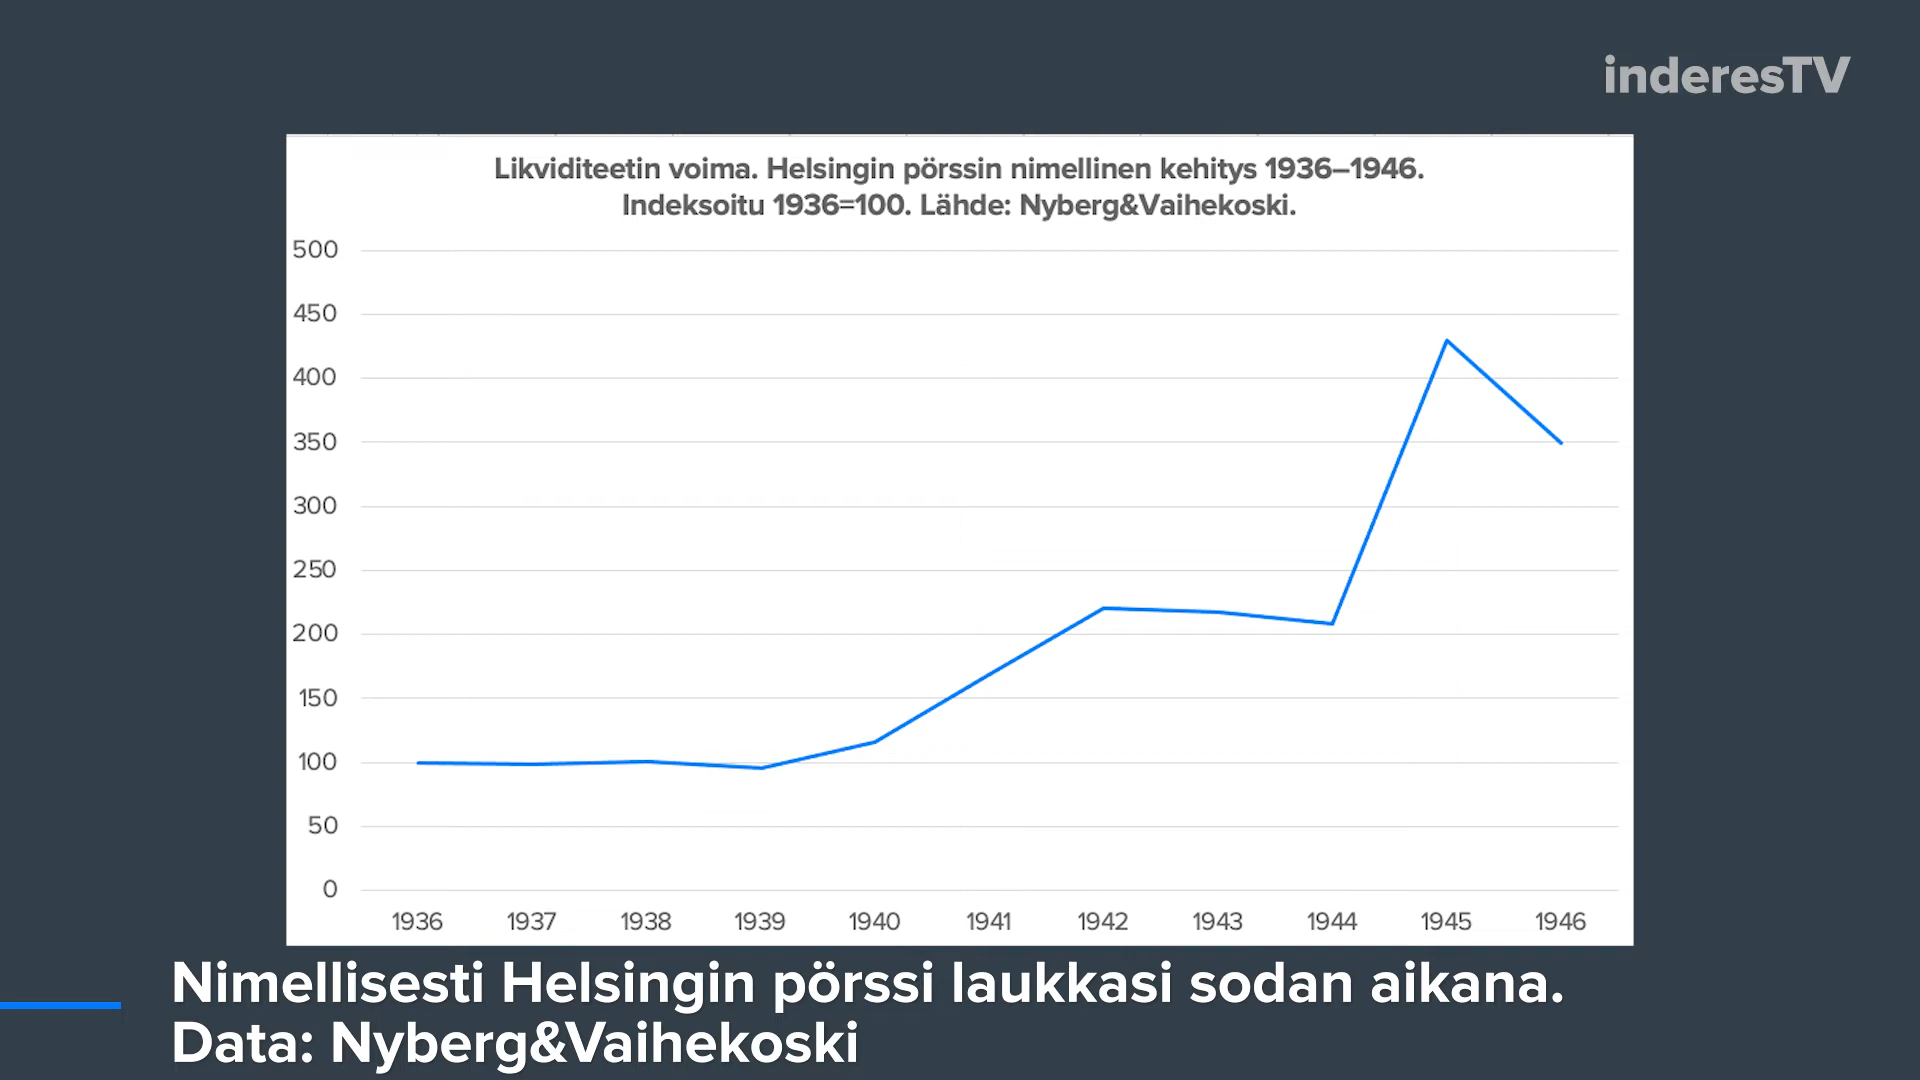 inderesTV
Likviditeetin voima. Helsingin pörssin nimellinen kehitys 1936–1946.
Indeksoitu 1936=100. Lähde: Nyberg&Vaihekoski.
500
450
400
350
300
250
200
150
100
50
0
1936 1937 1938 1939 1940 1941 1942 1943 1944 1945 1946
Nimellisesti Helsingin pörssi laukkasi sodan aikana.
Data: Nyberg&Vaihekoski